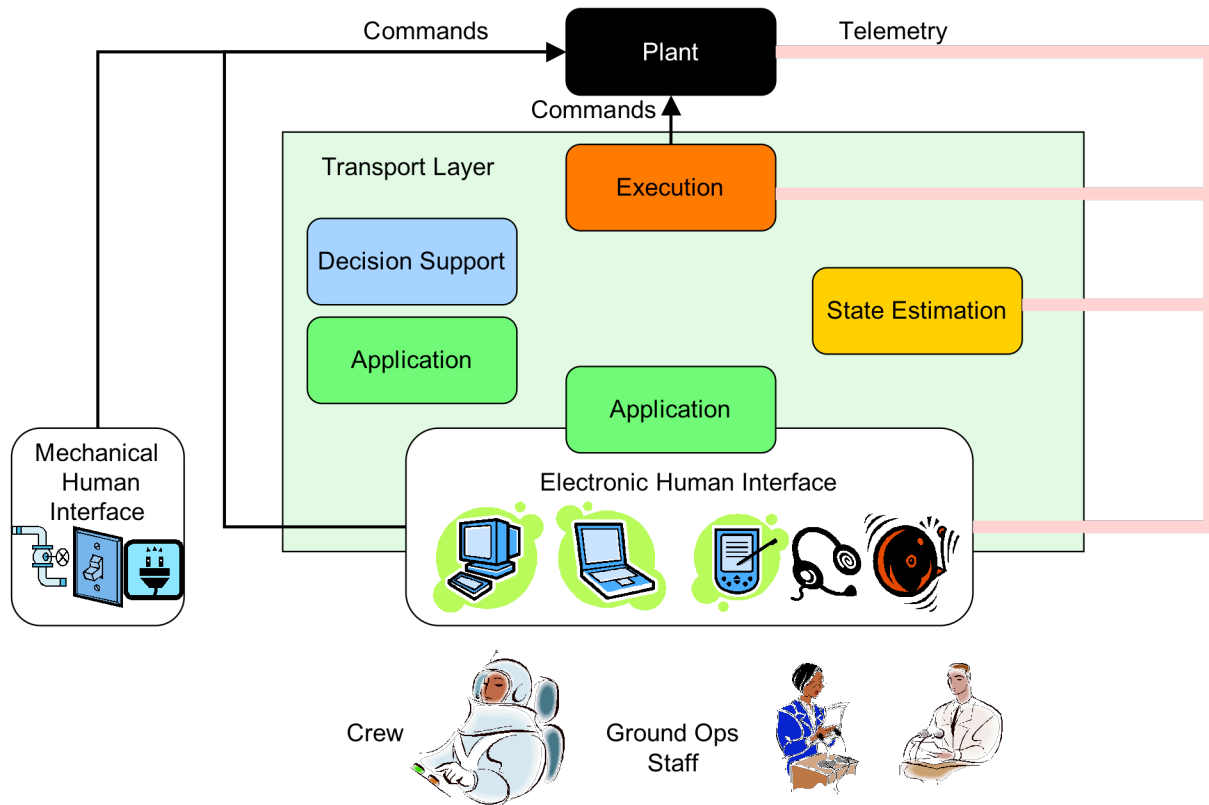 Commands
Plant
Telemetry
Commands
Transport Layer
Execution
Decision Support
State Estimation
Application
Application
Mechanical
Human
Interface
Electronic Human Interface
Crew
Ground Ops
Staff